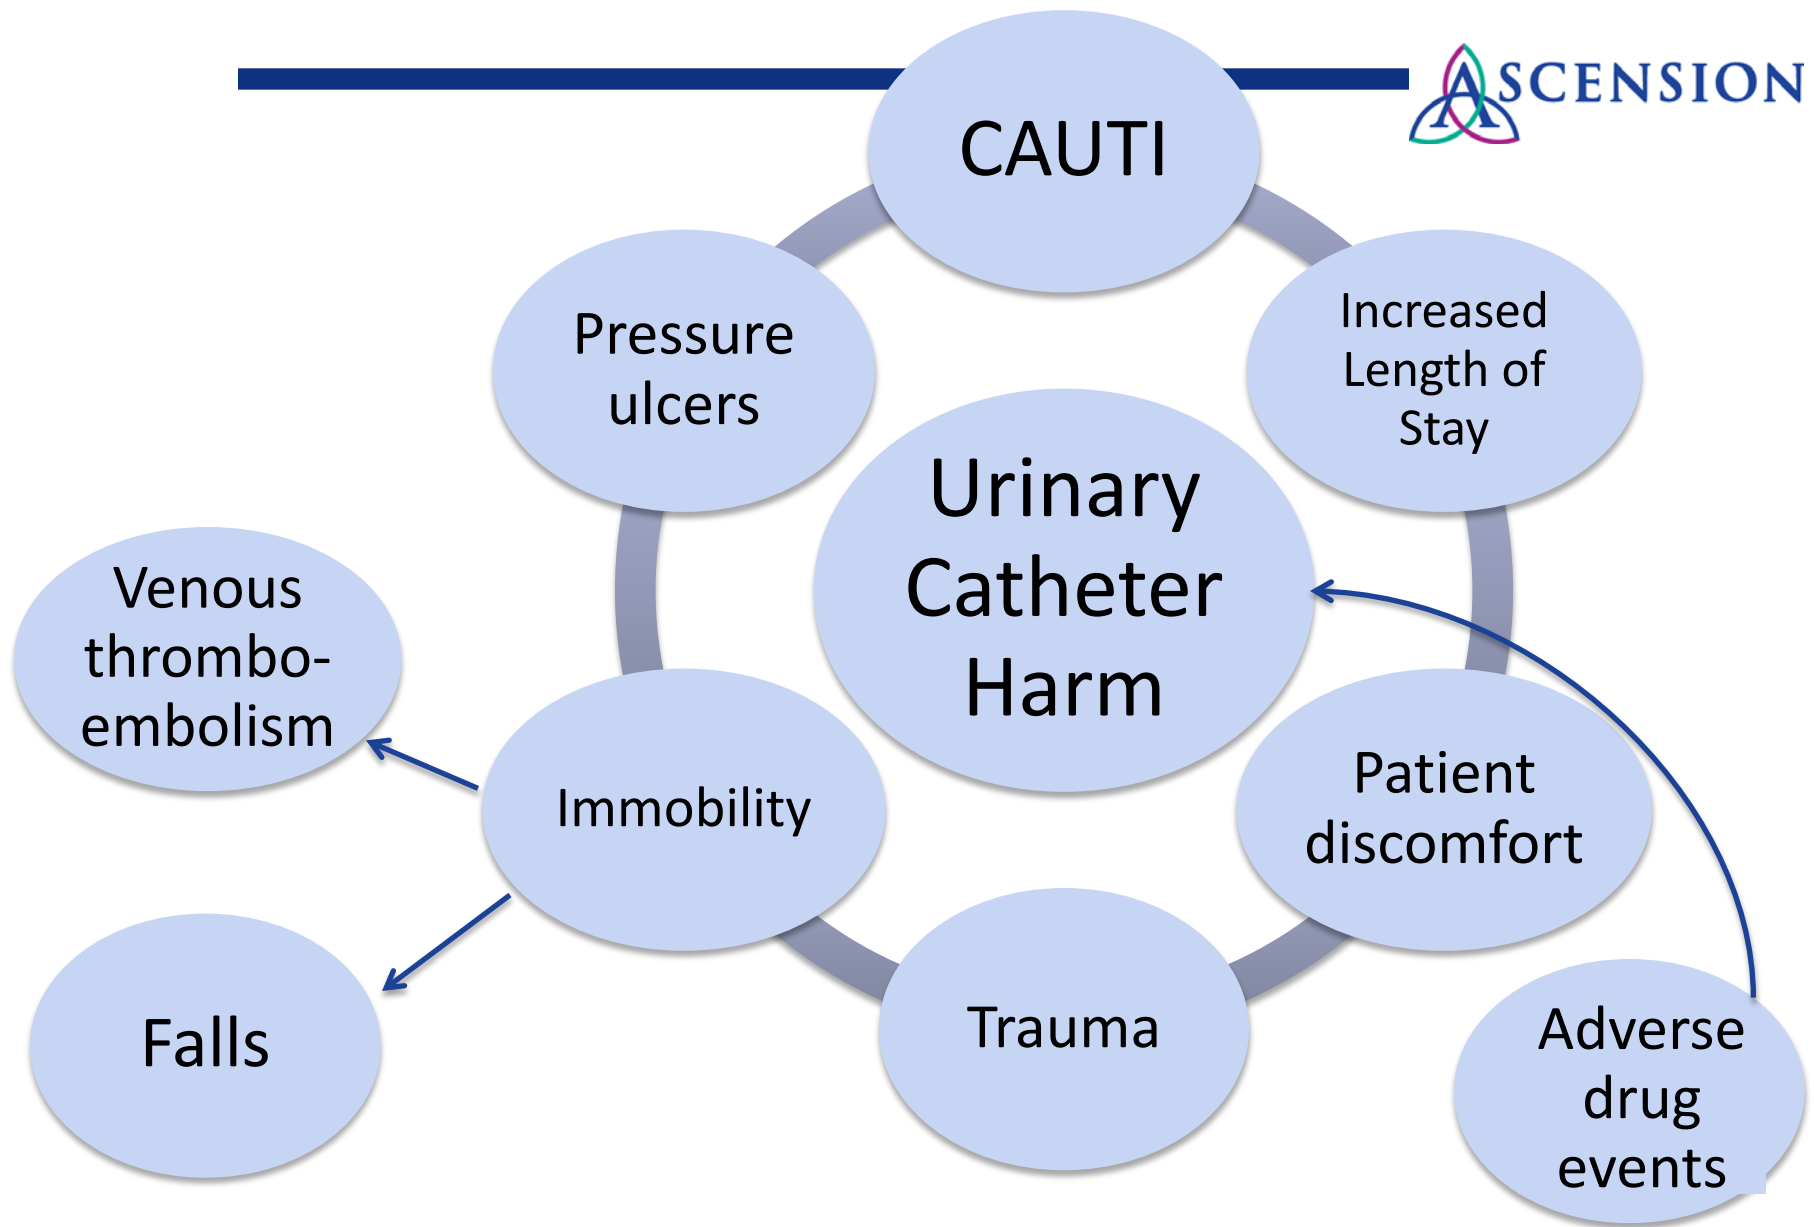 ASCENSION
CAUTI
Increased
Length of
Stay
Pressure
ulcers
Urinary
Catheter
Harm
Venous
thrombo-
embolism
Immobility
Patient
discomfort
Trauma
Falls
Adverse
drug
events